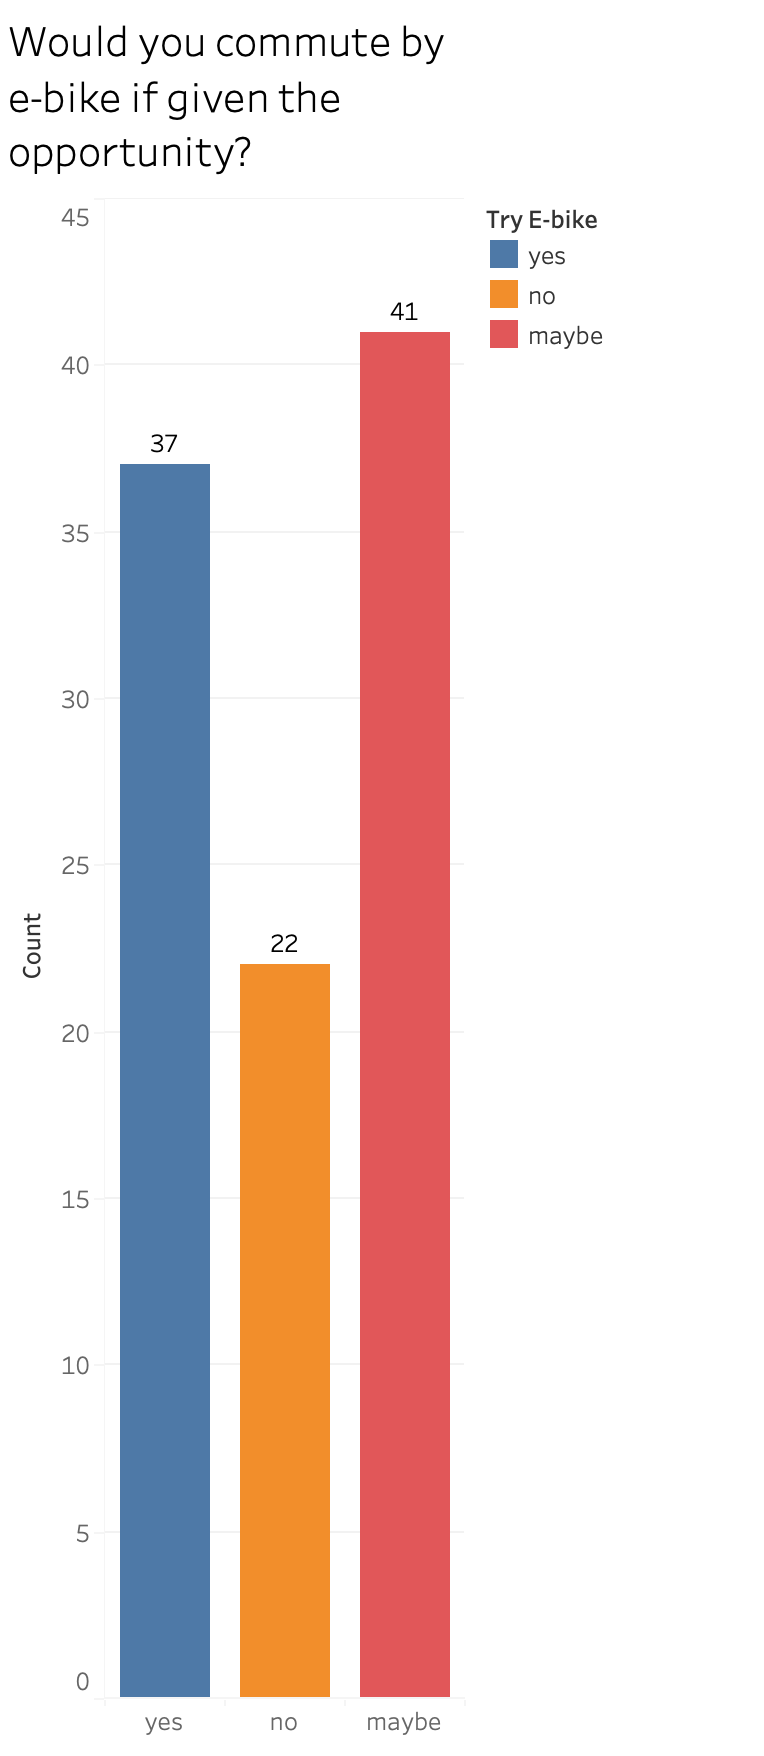 Would you commute by
e-bike if given the
opportunity?
45
40
35
30
25
20
15
10
5
0
Count
37
22
41
yes
no
maybe
Try E-bike
yes
no
maybe